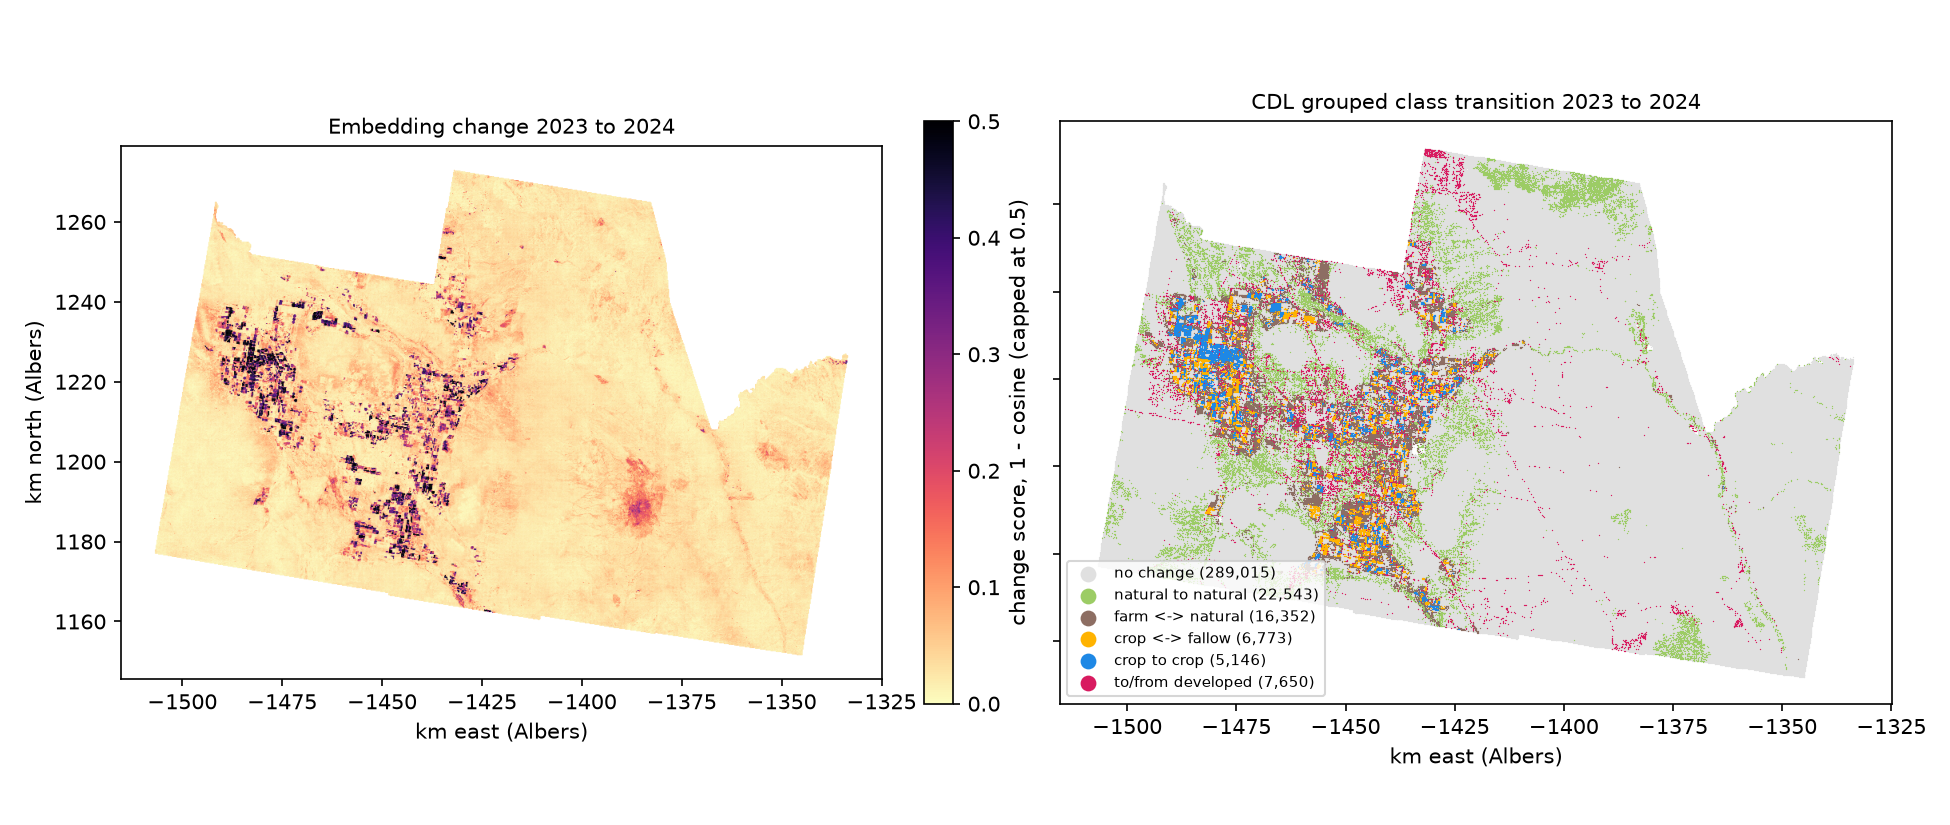 Embedding change 2023 to 2024
1260
1240
1220
1200
1180
1160
km north (Albers)
−1500 −1475 −1450 −1425 −1400 −1375 −1350 −1325
km east (Albers)
0.5
0.4
0.3
0.2
0.1
0.0
change score, 1 - cosine (capped at 0.5)
CDL grouped class transition 2023 to 2024
no change (289,015)
natural to natural (22,543)
farm <-> natural (16,352)
crop <-> fallow (6,773)
crop to crop (5,146)
to/from developed (7,650)
−1500 −1475 −1450 −1425 −1400 −1375 −1350 −1325
km east (Albers)